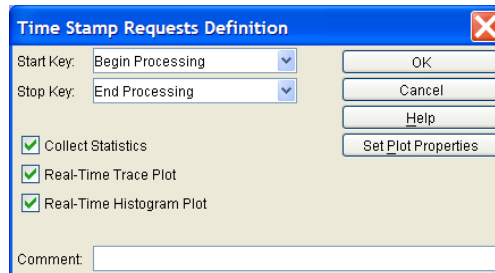 Time Stamp Requests Definition
Start Key: Begin Processing
OK
Stop Key: End Processing
Cancel
Help
Collect Statistics
Set Plot Properties
Real-Time Trace Plot
Real-Time Histogram Plot
Comment: